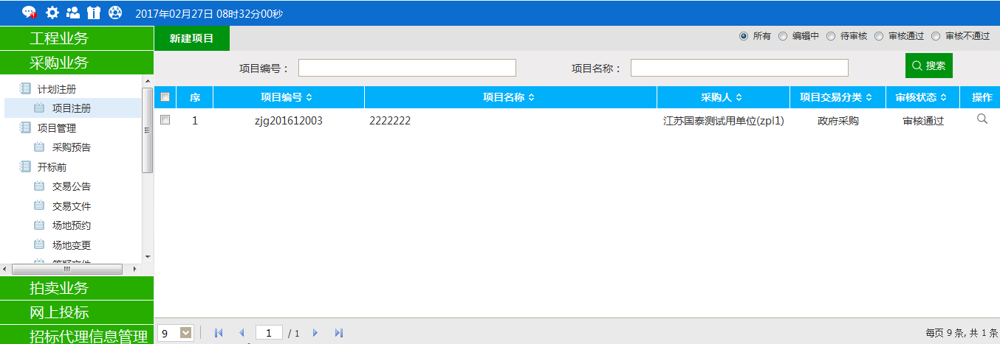 2017年02月27日 08时32分00秒
工程业务
采购业务
计划注册
项目注册
项目管理
采购预告
开标前
交易公告
交易文件
场地预约
场地变更
答疑文件
拍卖业务
网上投标
招标代理信息管理
新建项目
所有 编辑中 待审核 审核通过 审核不通过
项目编号： 项目名称： 搜索
序 项目编号 项目名称 采购人 项目交易分类 审核状态 操作
1 zjg201612003 2222222 江苏国泰测试用单位(zpl1) 政府采购 审核通过
9 1 / 1 每页 9 条, 共 1 条